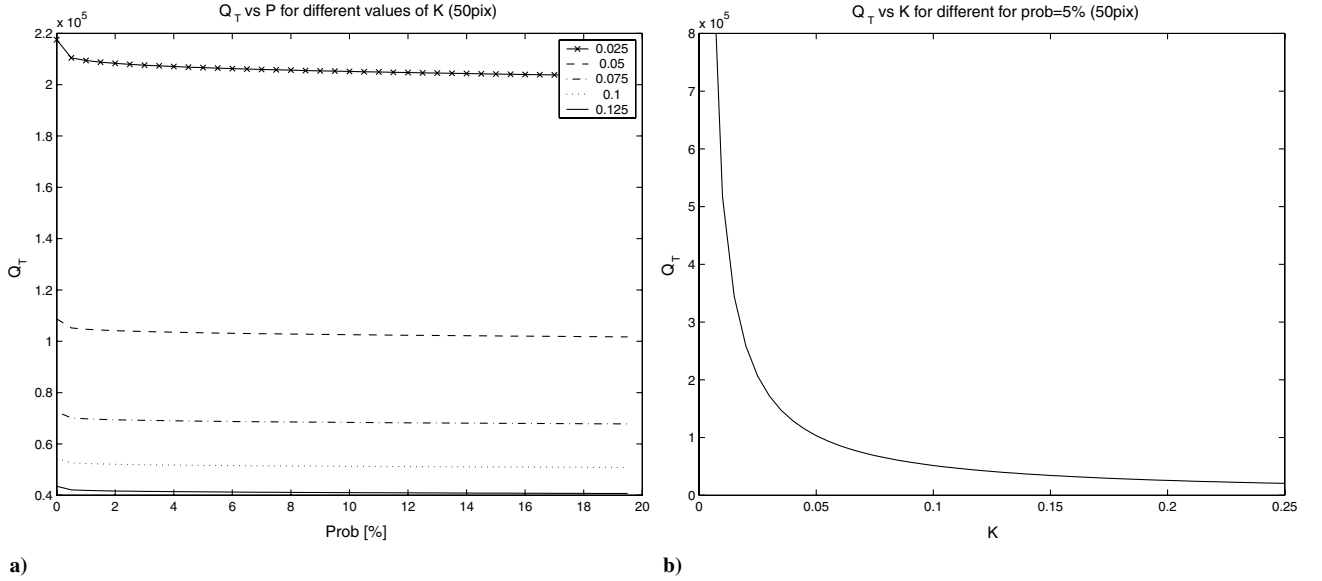 Q_T vs P for different values of K (50pix)
x 10^5
2.2
2
1.8
1.6
1.4
1.2
1
0.8
0.6
0.4
Q_T
0 2 4 6 8 10 12 14 16 18 20
Prob [%]
0.025
0.05
0.075
0.1
0.125
a)
Q_T vs K for different for prob=5% (50pix)
x 10^5
8
7
6
5
4
3
2
1
0
Q_T
0 0.05 0.1 0.15 0.2 0.25
K
b)